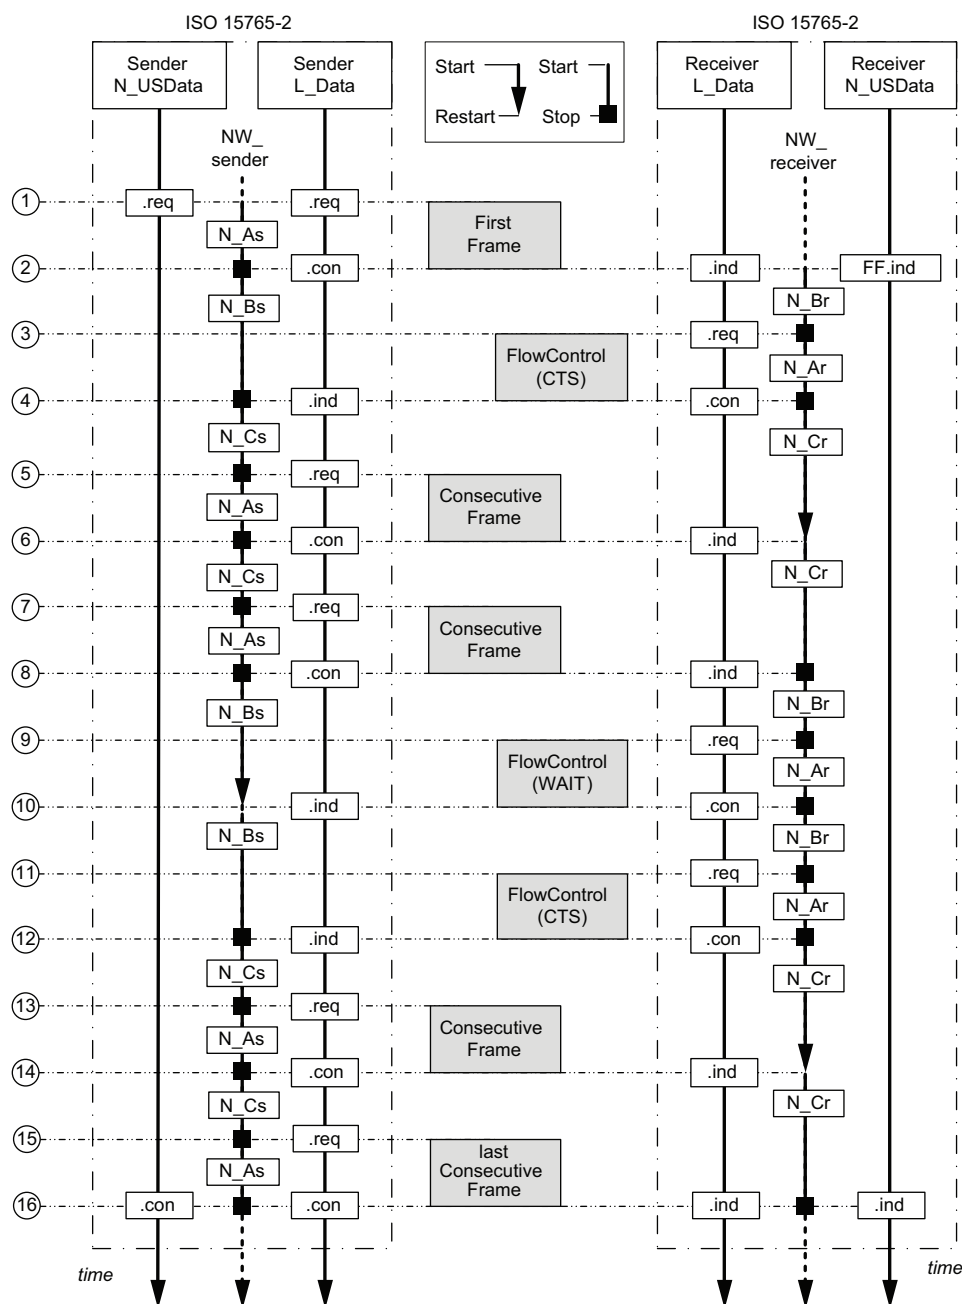 ISO 15765-2
ISO 15765-2
Sender
N_USData
Sender
L_Data
Start
Start
Restart
Stop
Receiver
L_Data
Receiver
N_USData
NW_
sender
NW_
receiver
1
.req
.req
First
Frame
N_As
2
.con
.ind
FF.ind
N_Bs
N_Br
3
.req
FlowControl
(CTS)
N_Ar
4
.ind
.con
N_Cs
N_Cr
5
.req
Consecutive
Frame
N_As
6
.con
.ind
N_Cs
N_Cr
7
.req
Consecutive
Frame
N_As
8
.con
.ind
N_Bs
N_Br
9
.req
FlowControl
(WAIT)
N_Ar
10
.ind
.con
N_Bs
N_Br
11
.req
FlowControl
(CTS)
N_Ar
12
.ind
.con
N_Cs
N_Cr
13
.req
Consecutive
Frame
N_As
14
.con
.ind
N_Cs
N_Cr
15
.req
last
Consecutive
Frame
N_As
16
.con
.con
.ind
.ind
time
time